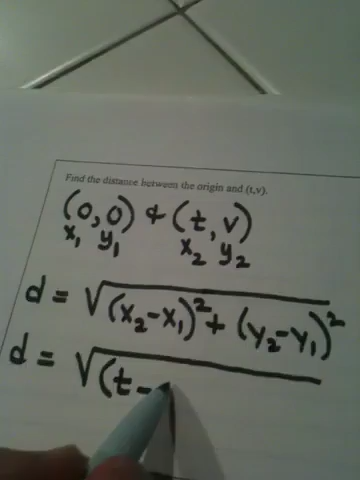 Find the distance between the origin and (t,v).
(0,0) & (t,v)
x₁ y₁ x₂ y₂
d = √(x₂-x₁)²+(y₂-y₁)²
d = √(t-